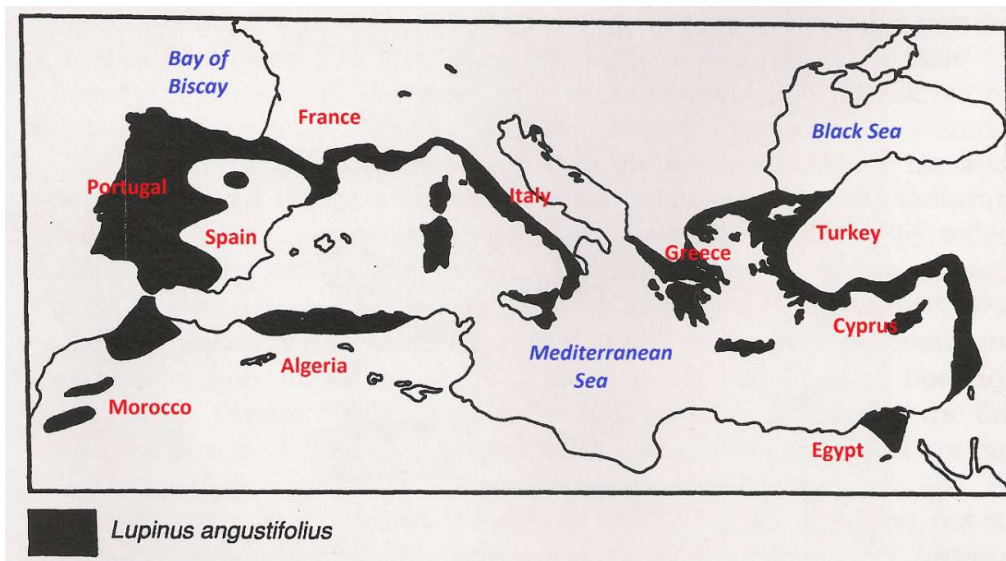 Bay of
Biscay
France
Black Sea
Portugal
Italy
Spain
Greece
Turkey
Cyprus
Mediterranean
Sea
Algeria
Morocco
Egypt
Lupinus angustifolius